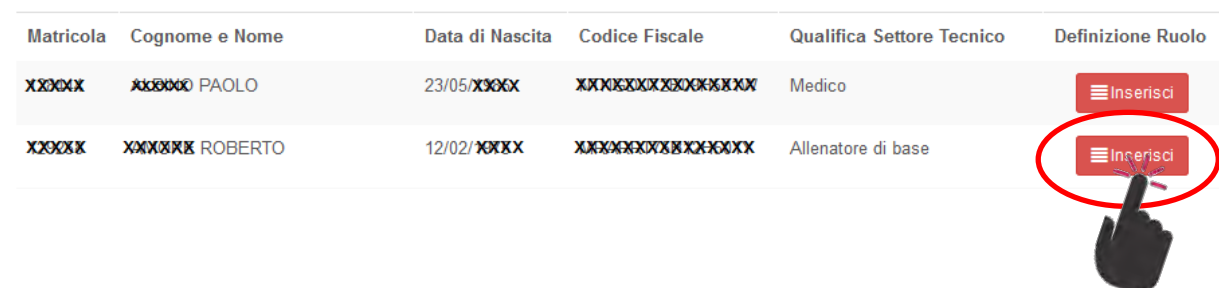 Matricola Cognome e Nome Data di Nascita Codice Fiscale Qualifica Settore Tecnico Definizione Ruolo
PAOLO 23/05/ Medico Inserisci
ROBERTO 12/02/ Allenatore di base Inserisci